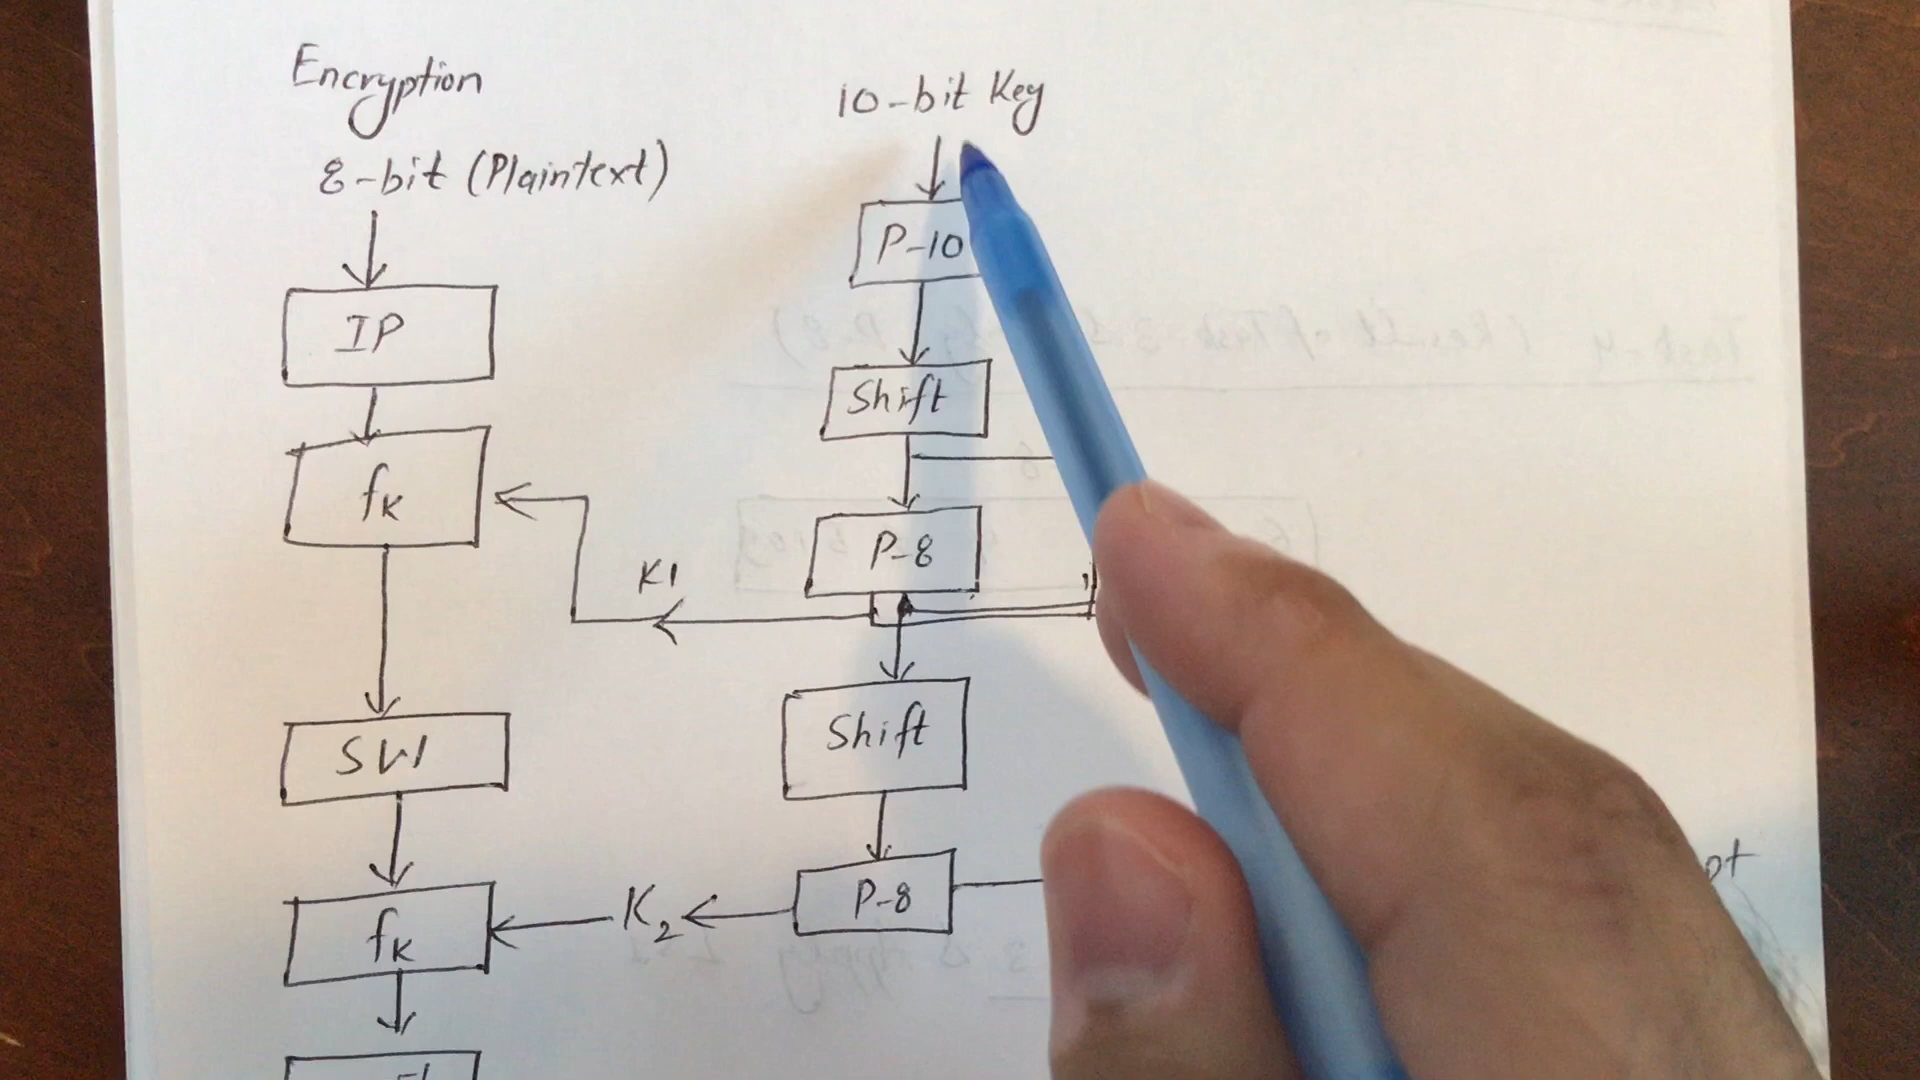 Encryption
8-bit (Plaintext)
IP
fK
SW
fK
10-bit Key
P-10
Shift
P-8
K1
Shift
P-8
K2